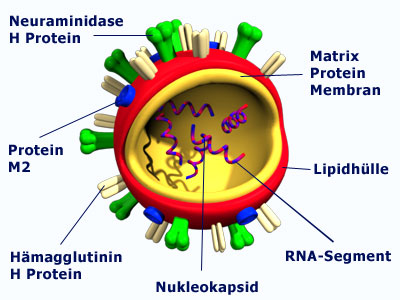 Neuraminidase
H Protein
Matrix
Protein
Membran
Protein
M2
Lipidhülle
Hämagglutinin
H Protein
RNA-Segment
Nukleokapsid